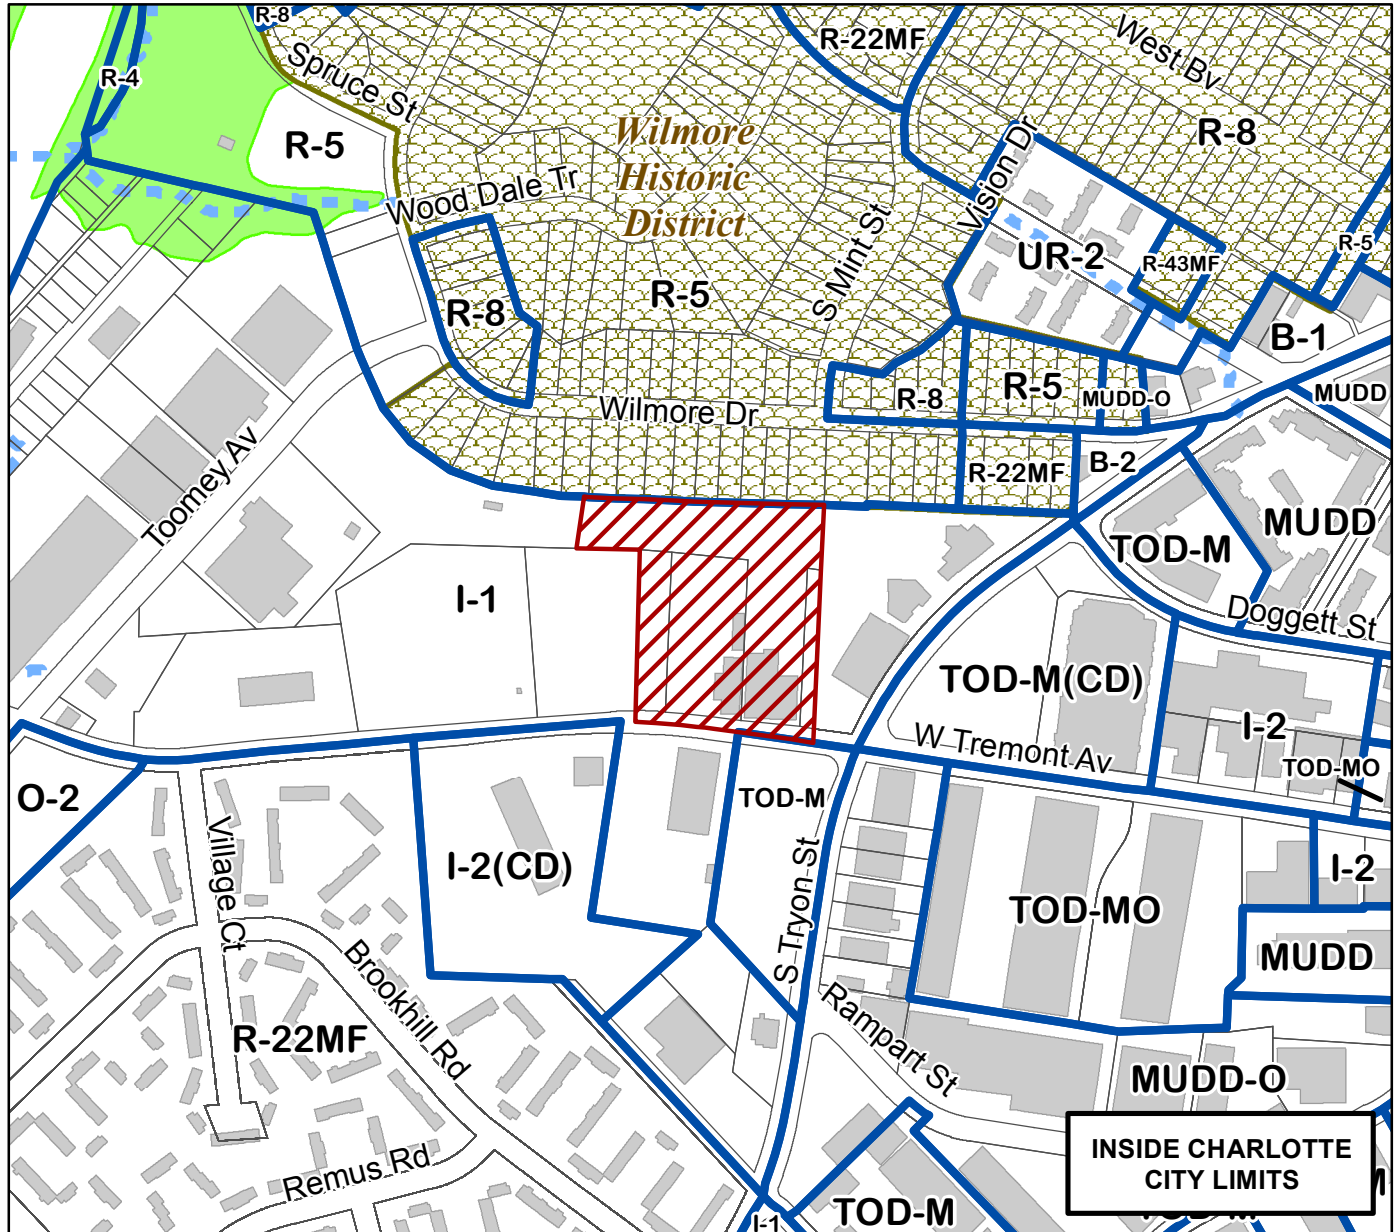 R-8
R-22MF
West Bv
R-4
Spruce St
R-5
Wilmore
Historic
District
Vision Dr
R-8
Wood Dale Tr
S Mint St
UR-2
R-43MF
R-5
R-8
R-5
B-1
R-8
R-5
MUDD-O
MUDD
Wilmore Dr
Toomey Av
R-22MF
B-2
TOD-M
MUDD
I-1
Doggett St
TOD-M(CD)
I-2
W Tremont Av
TOD-MO
O-2
TOD-M
Village Ct
I-2(CD)
S Tryon St
I-2
TOD-MO
MUDD
Brookhill Rd
Rampart St
R-22MF
MUDD-O
INSIDE CHARLOTTE
CITY LIMITS
Remus Rd
TOD-M
I-1